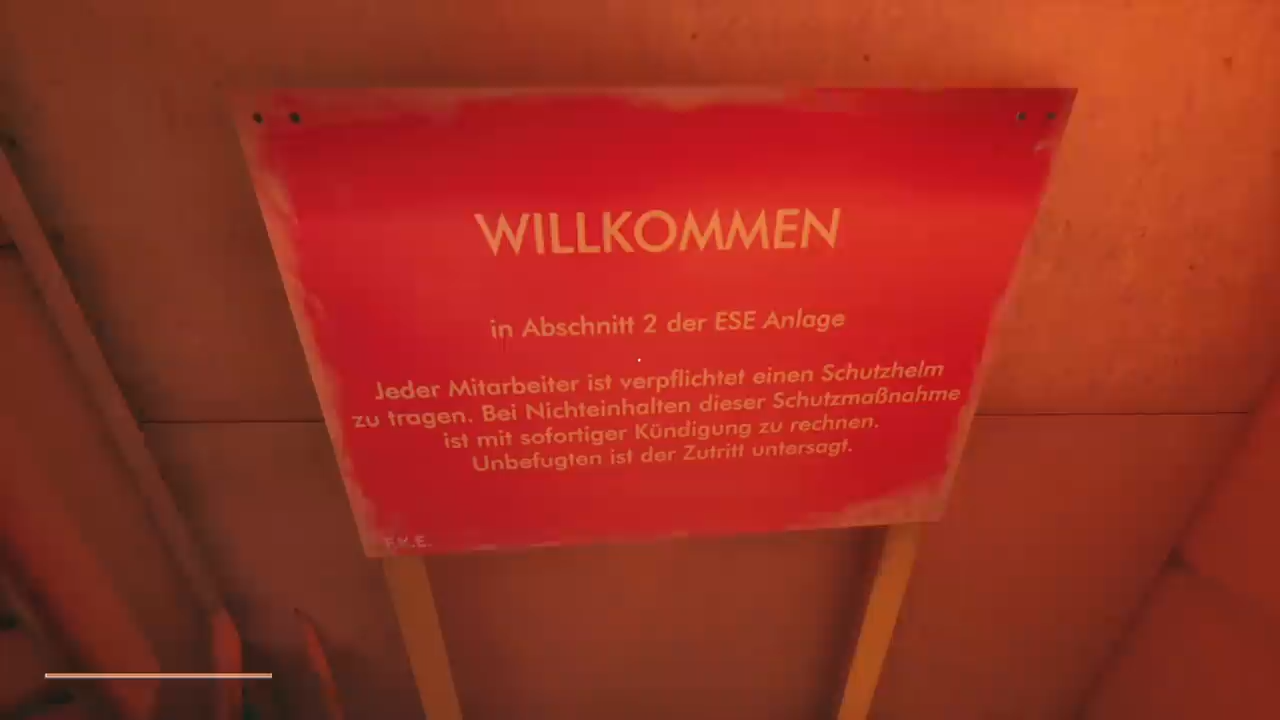 WILLKOMMEN
in Abschnitt 2 der ESE Anlage
Jeder Mitarbeiter ist verpflichtet einen Schutzhelm
zu tragen. Bei Nichteinhalten dieser Schutzmaßnahme
ist mit sofortiger Kündigung zu rechnen.
Unbefugten ist der Zutritt untersagt.
F.K.E.